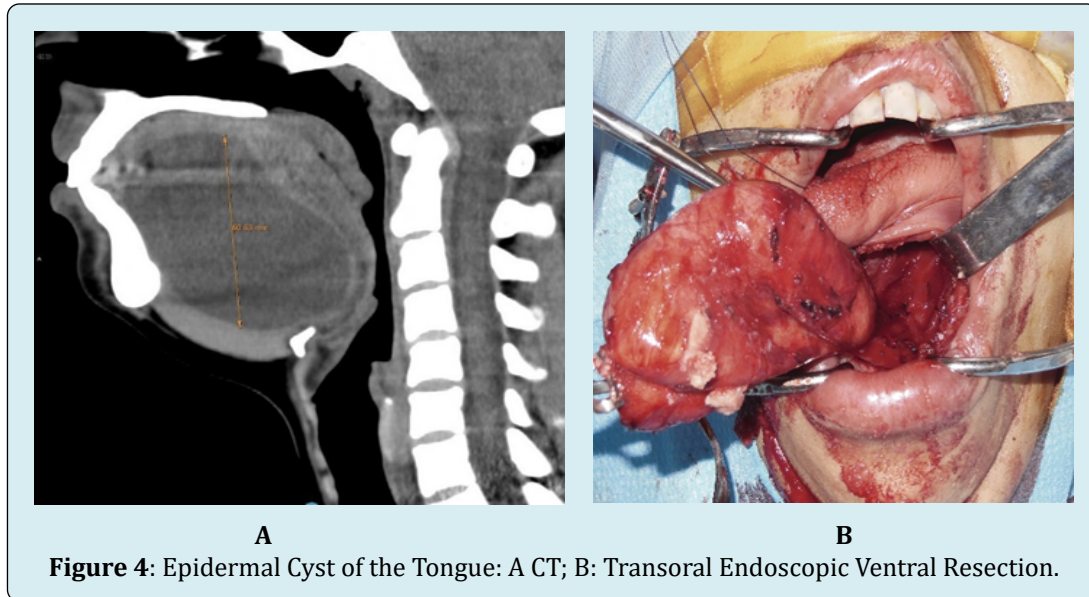 A
B
Figure 4: Epidermal Cyst of the Tongue: A CT; B: Transoral Endoscopic Ventral Resection.